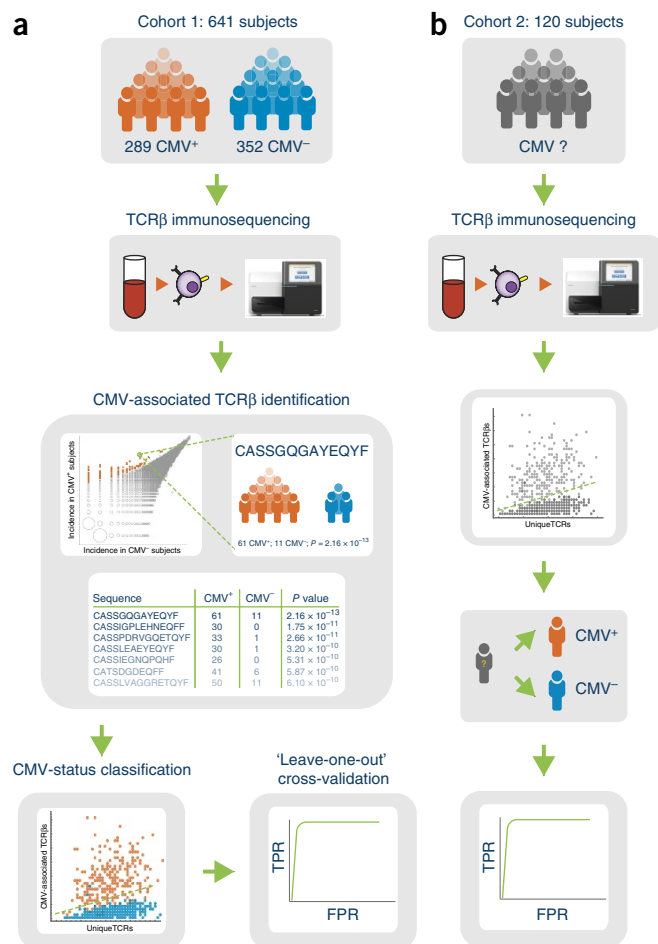 a
Cohort 1: 641 subjects
289 CMV⁺
352 CMV⁻
TCRβ immunosequencing
CMV-associated TCRβ identification
Incidence in CMV⁺ subjects
Incidence in CMV⁻ subjects
CASSGQGAYEQYF
61 CMV⁺; 11 CMV⁻; P = 2.16 × 10⁻¹³
Sequence CMV⁺ CMV⁻ P value
CASSGQGAYEQYF 61 11 2.16 × 10⁻¹³
CASSIGPLEHNEQFF 30 0 1.75 × 10⁻¹¹
CASSPDRVGQETQYF 33 1 2.66 × 10⁻¹¹
CASSLEAEYEQYF 30 1 3.20 × 10⁻¹⁰
CASSIEGNQPQHF 26 0 5.31 × 10⁻¹⁰
CATSDGDEQFF 41 6 5.87 × 10⁻¹⁰
CASSLVAGGRETQYF 50 11 6.10 × 10⁻¹⁰
CMV-status classification
CMV-associated TCRβs
UniqueTCRs
'Leave-one-out'
cross-validation
TPR
FPR
b
Cohort 2: 120 subjects
CMV ?
TCRβ immunosequencing
CMV-associated TCRβs
UniqueTCRs
?
CMV⁺
CMV⁻
TPR
FPR